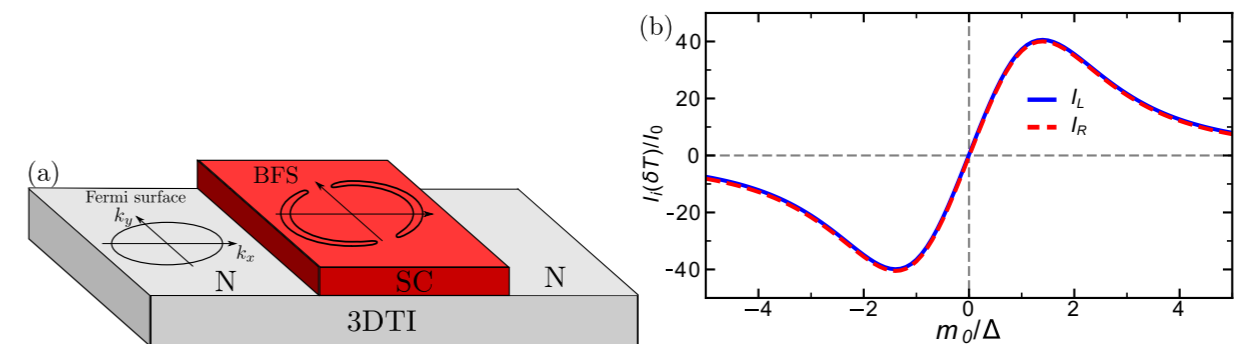 (a)
Fermi surface
k_y
k_x
N
BFS
SC
N
3DTI
(b)
I_i(δT)/I_0
40
20
0
-20
-40
I_L
I_R
−4
−2
0
2
4
m_0/Δ